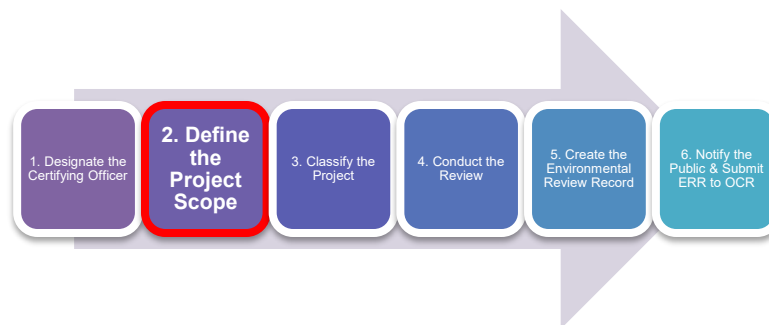 1. Designate the
Certifying Officer
2. Define
the
Project
Scope
3. Classify the
Project
4. Conduct the
Review
5. Create the
Environmental
Review Record
6. Notify the
Public & Submit
ERR to OCR